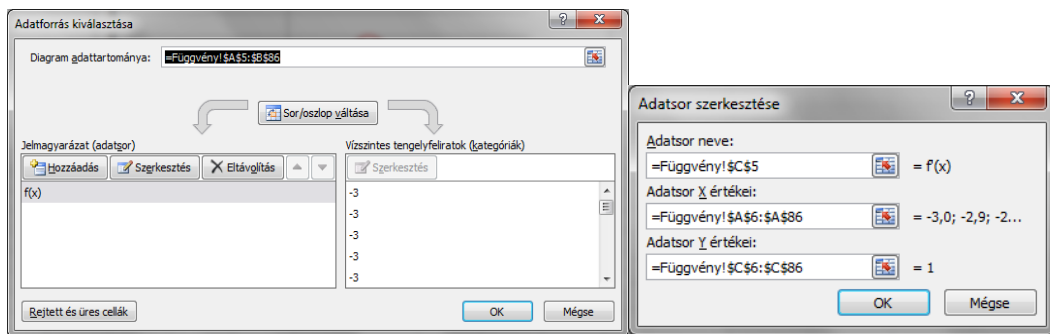 Adatforrás kiválasztása
Diagram adattartománya: =Függvény!$A$5:$B$86
Sor/oszlop váltása
Jelmagyarázat (adatsor)
Hozzáadás Szerkesztés Eltávolítás
f(x)
Vízszintes tengelyfeliratok (kategóriák)
Szerkesztés
-3
-3
-3
-3
-3
Rejtett és üres cellák
OK Mégse
Adatsor szerkesztése
Adatsor neve:
=Függvény!$C$5 = f'(x)
Adatsor X értékei:
=Függvény!$A$6:$A$86 = -3,0; -2,9; -2...
Adatsor Y értékei:
=Függvény!$C$6:$C$86 = 1
OK Mégse